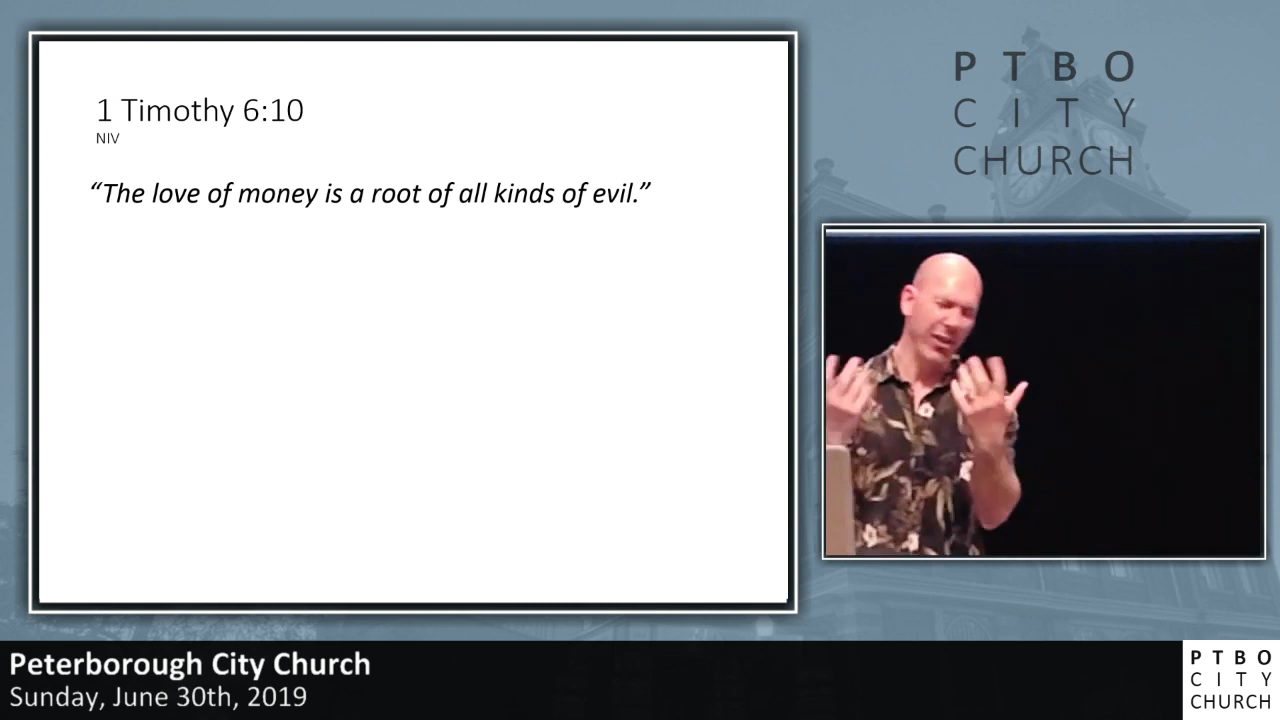 1 Timothy 6:10
NIV
“The love of money is a root of all kinds of evil.”
P T B O
C I T Y
CHURCH
Peterborough City Church
Sunday, June 30th, 2019
P T B O
C I T Y
CHURCH